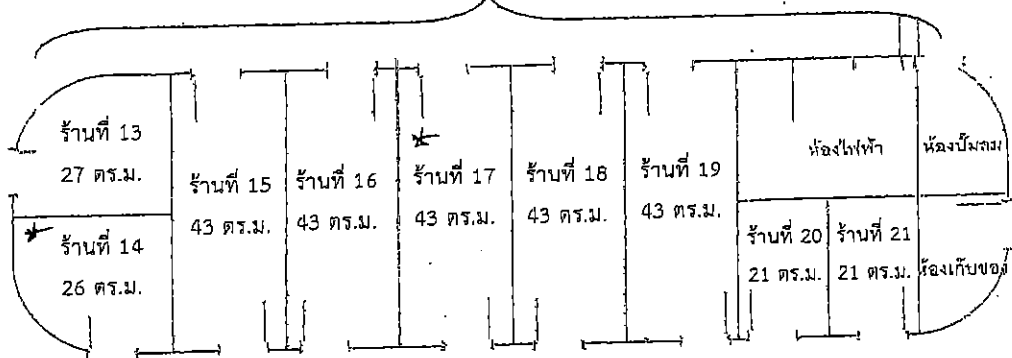 ร้านที่ 13
27 ตร.ม.
ร้านที่ 14
26 ตร.ม.
ร้านที่ 15
43 ตร.ม.
ร้านที่ 16
43 ตร.ม.
ร้านที่ 17
43 ตร.ม.
ร้านที่ 18
43 ตร.ม.
ร้านที่ 19
43 ตร.ม.
ห้องไฟฟ้า
ห้องปั๊มลม
ร้านที่ 20
21 ตร.ม.
ร้านที่ 21
21 ตร.ม.
ห้องเก็บของ